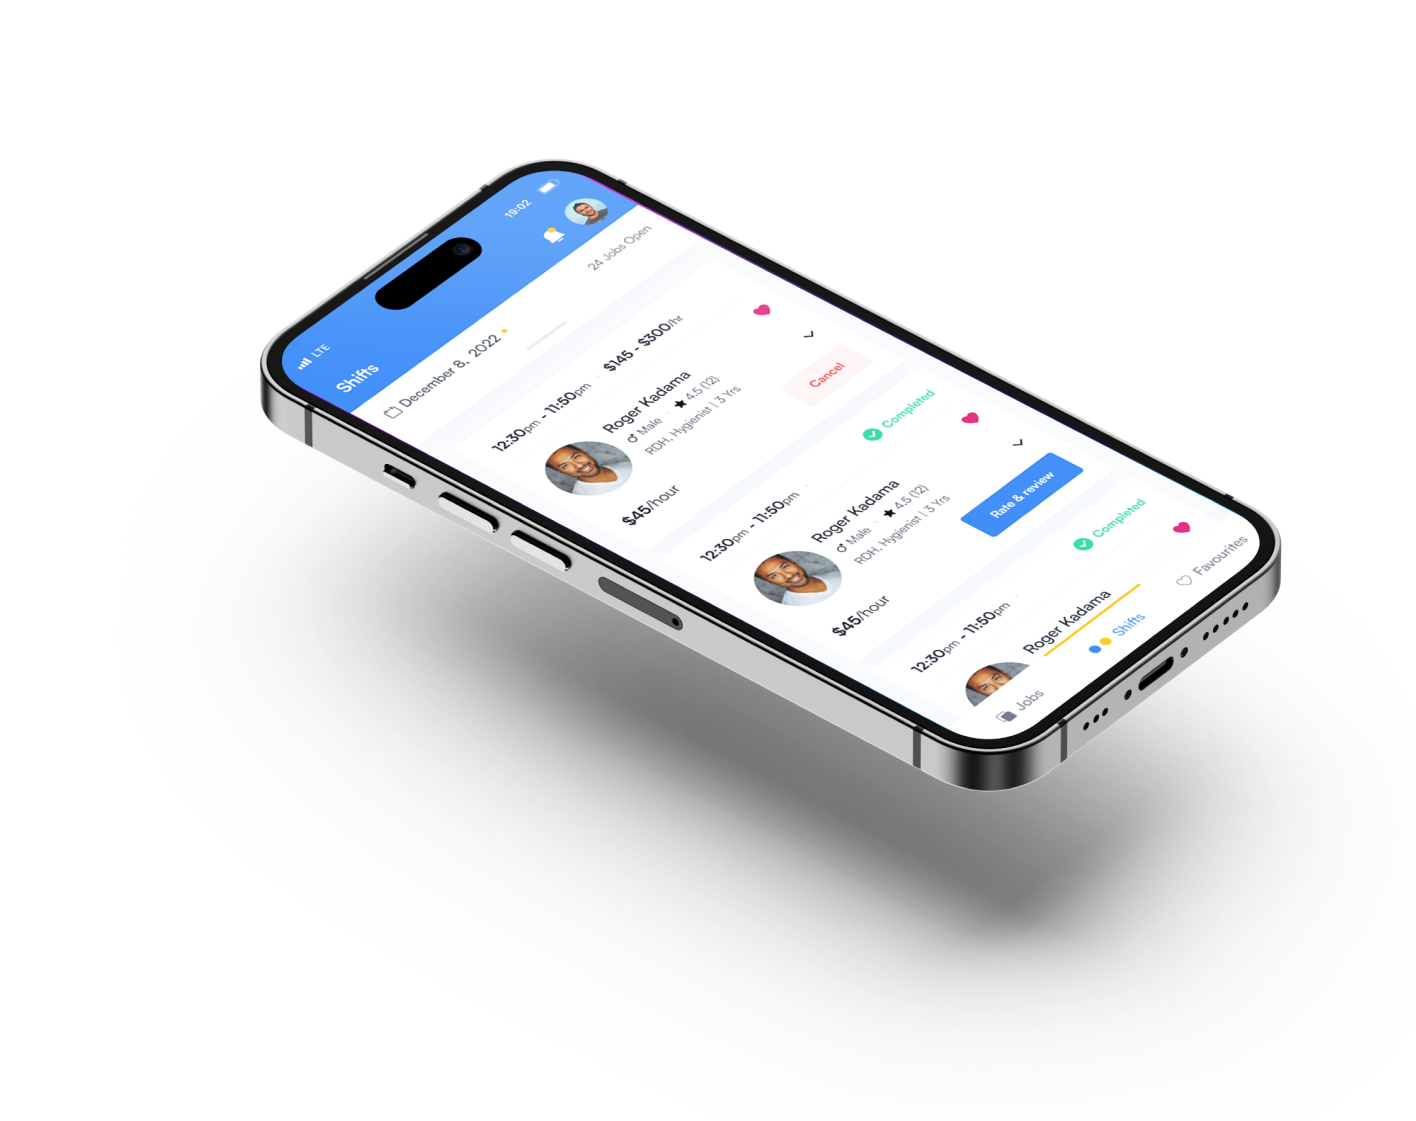 19:02
LTE
Shifts
December 8, 2022
24 Jobs Open
12:30pm - 11:50pm
$145 - $300/hr
Roger Kadama
Male
4.5 (12)
RDH, Hygienist | 3 Yrs
$45/hour
Cancel
Completed
12:30pm - 11:50pm
Roger Kadama
Male
4.5 (12)
RDH, Hygienist | 3 Yrs
$45/hour
Rate & review
Completed
12:30pm - 11:50pm
Roger Kadama
Jobs
Shifts
Favourites